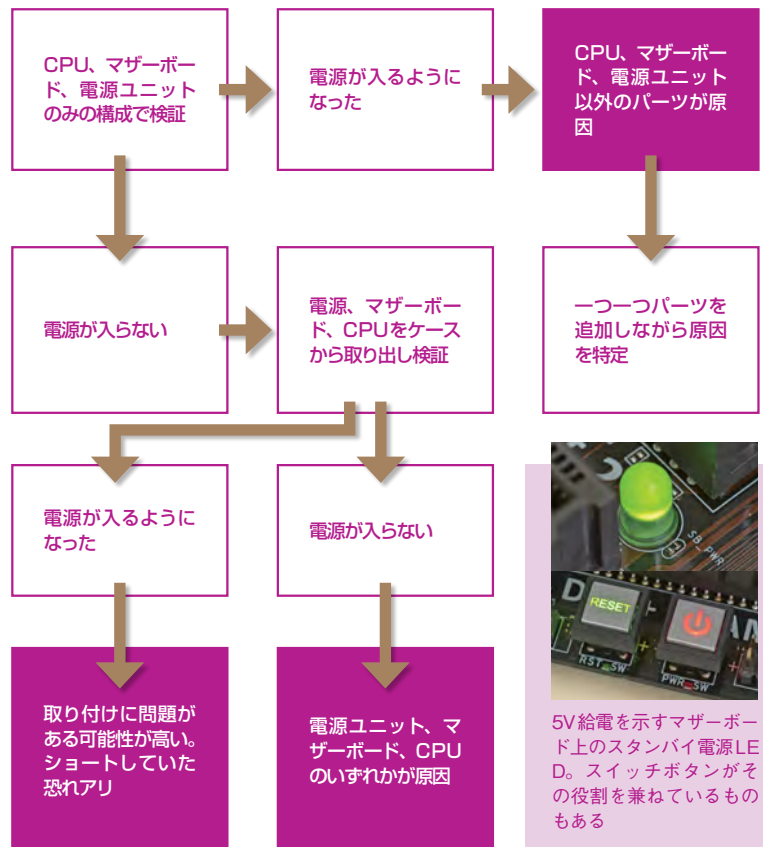 CPU、マザーボー
ド、電源ユニット
のみの構成で検証
電源が入るように
なった
CPU、マザーボー
ド、電源ユニット
以外のパーツが原
因
電源が入らない
電源、マザーボー
ド、CPUをケース
から取り出し検証
一つ一つパーツを
追加しながら原因
を特定
電源が入るように
なった
電源が入らない
SB_PWR
RESET
RST_SW
PWR_SW
取り付けに問題が
ある可能性が高い。
ショートしていた
恐れアリ
電源ユニット、マ
ザーボード、CPU
のいずれかが原因
5V給電を示すマザーボー
ド上のスタンバイ電源LE
D。スイッチボタンがそ
の役割を兼ねているもの
もある